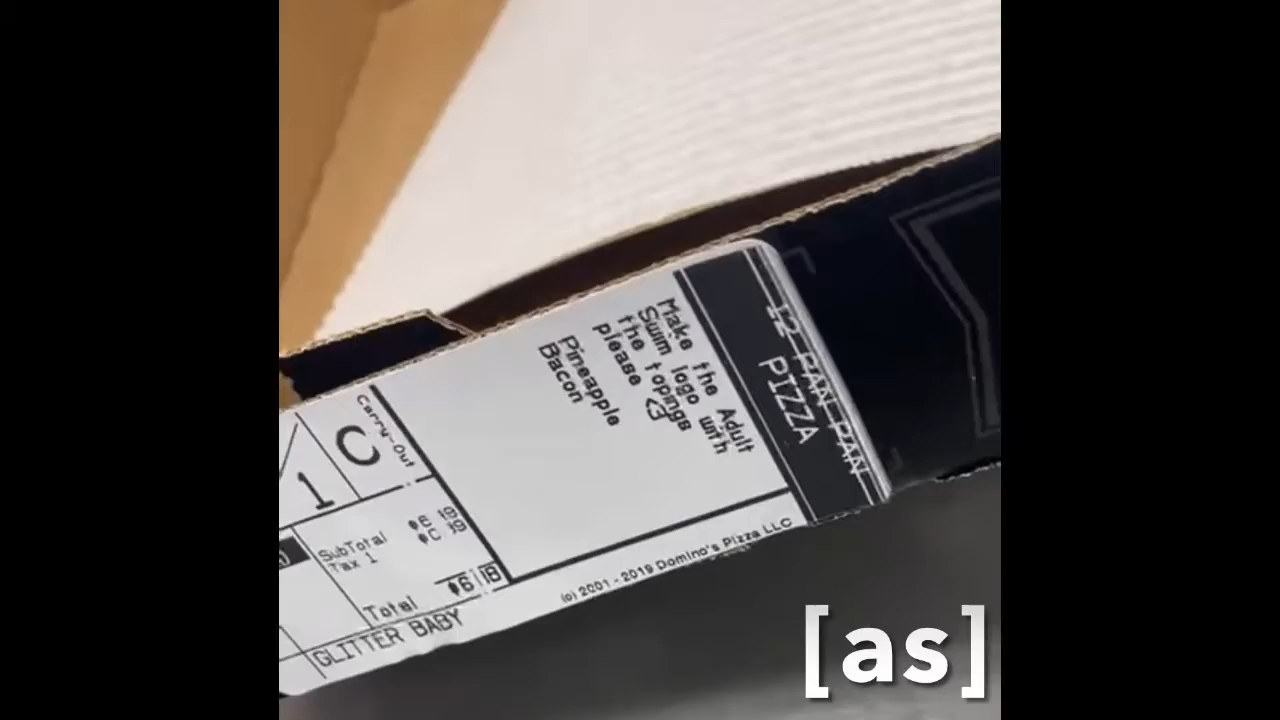 12 PAN PAN
PIZZA
Make the Adult
Swim logo with
the topings
please <3
Pineapple
Bacon
Carry-Out
C
1
SubTotal
Tax 1
Total
GLITTER BABY
(c) 2001 - 2019 Domino's Pizza LLC
[as]